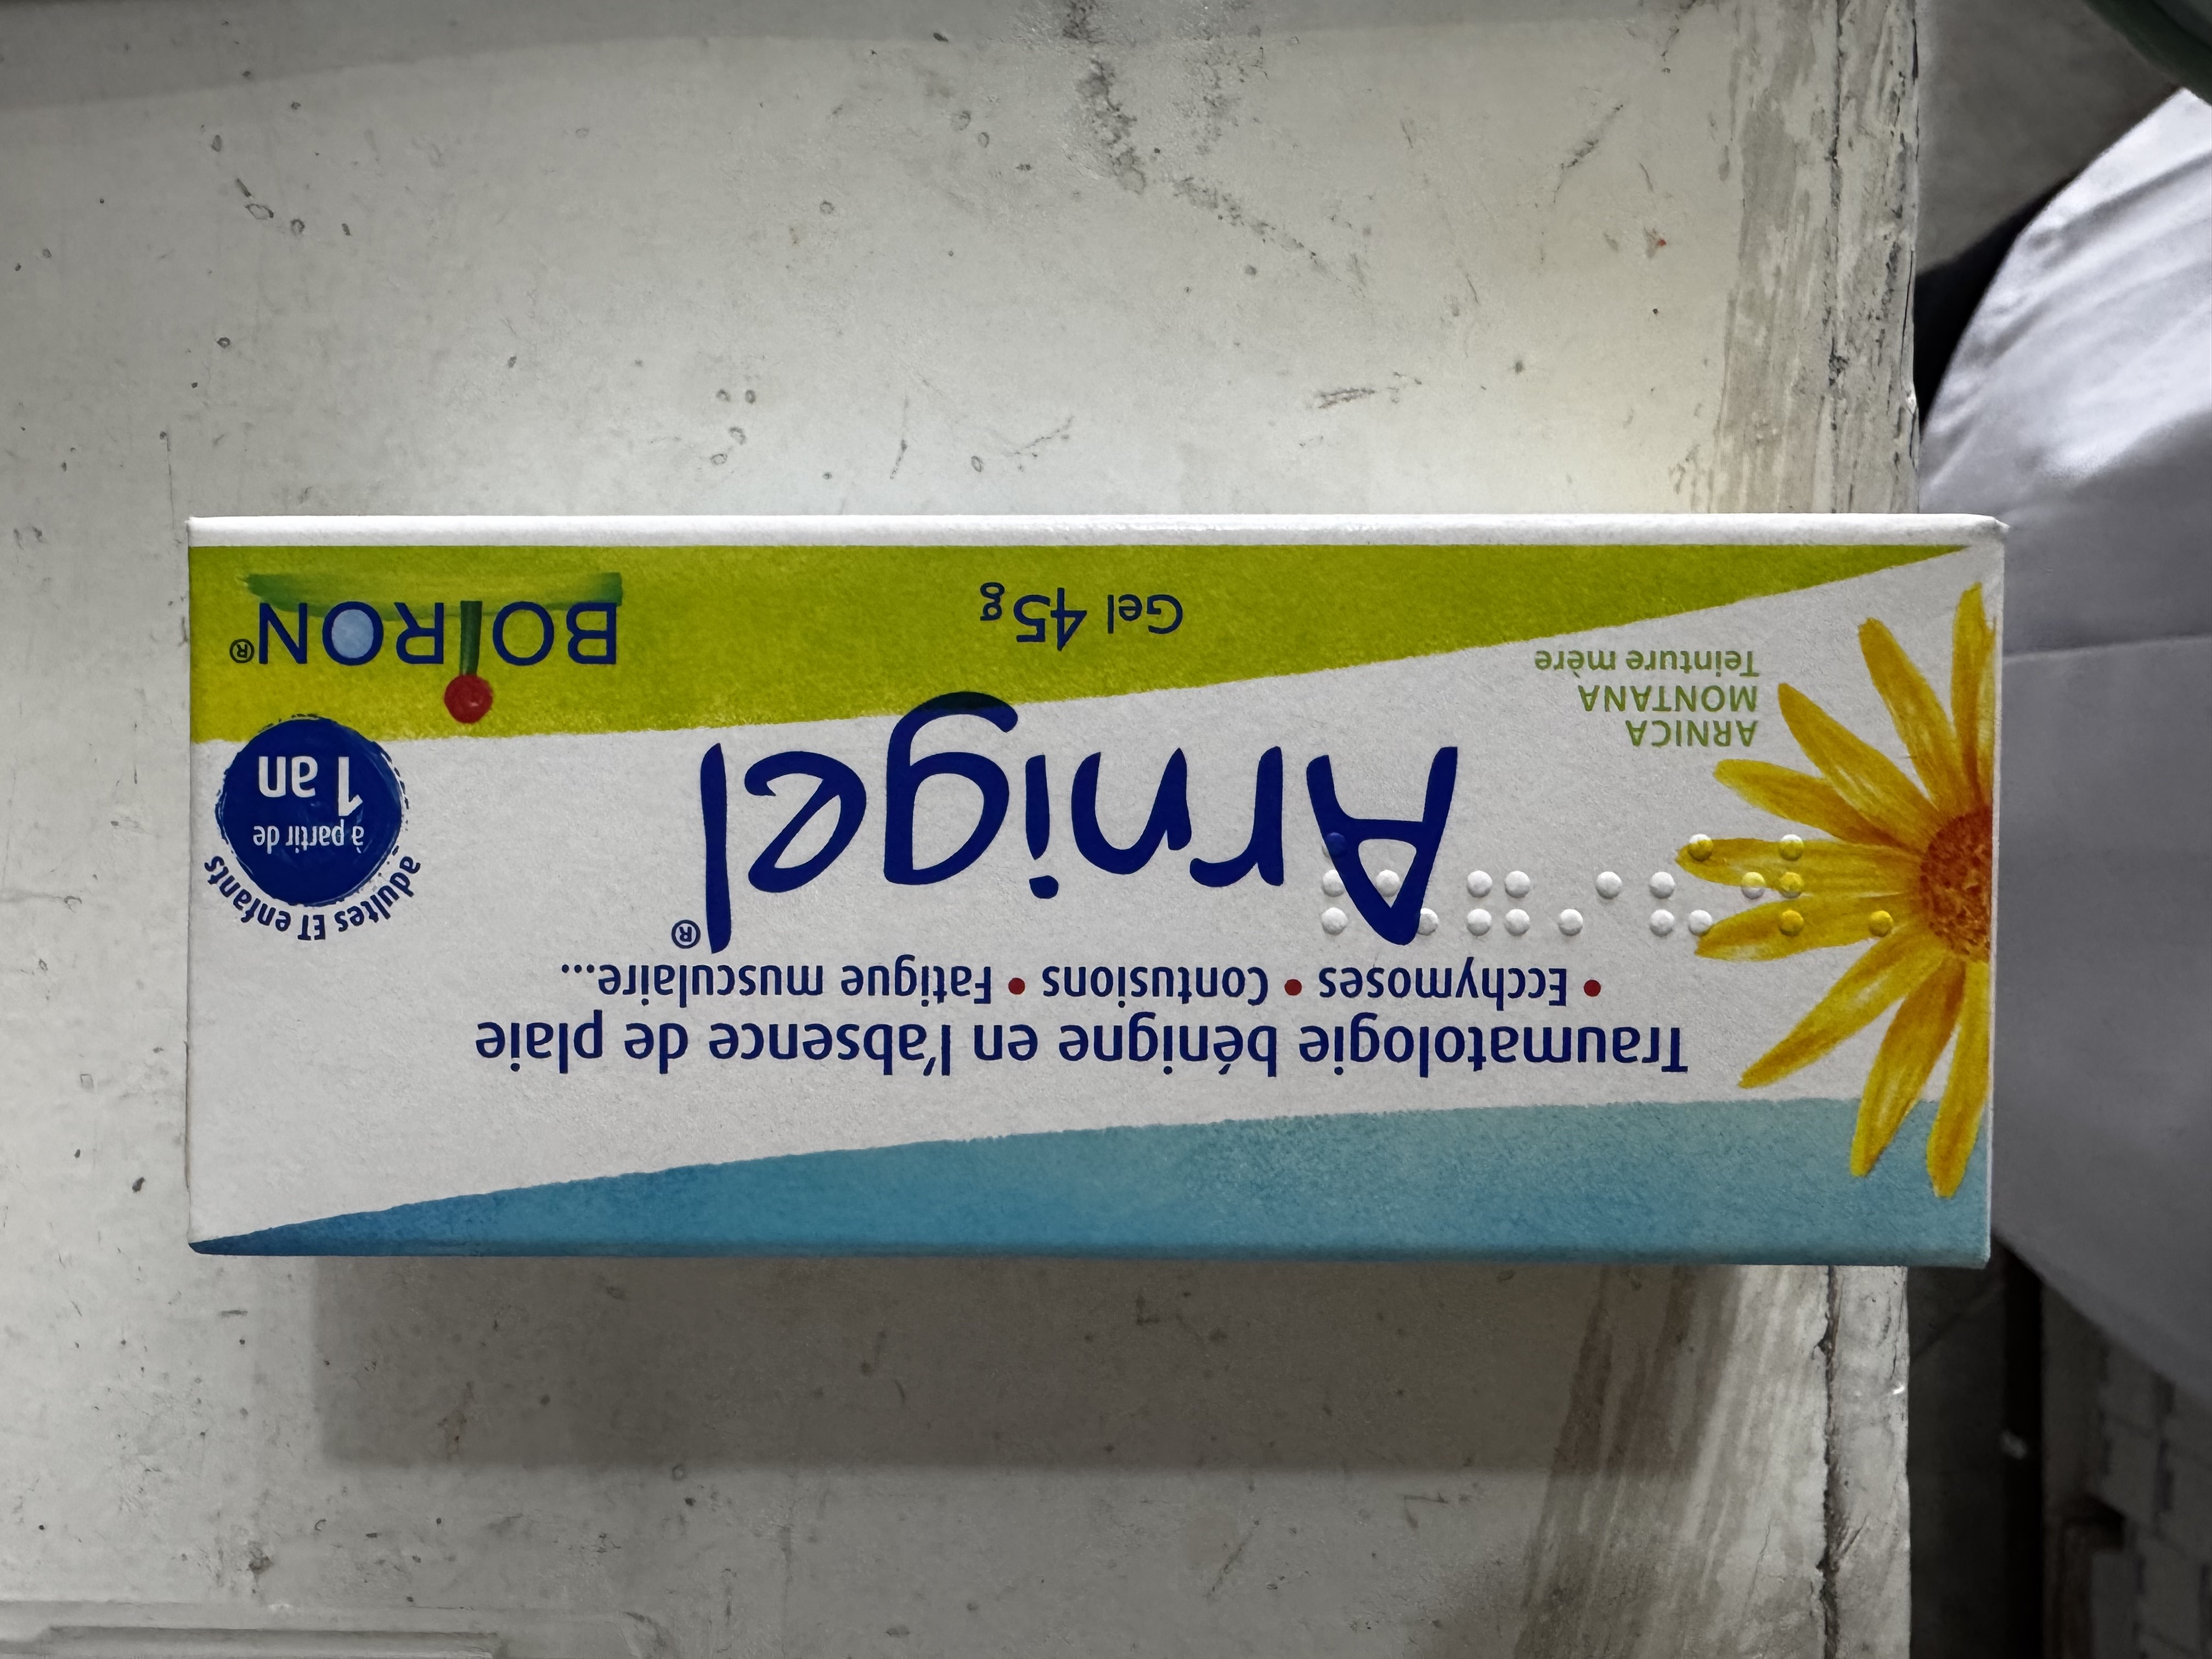 Traumatologie bénigne en l'absence de plaie
• Ecchymoses • Contusions • Fatigue musculaire...
Arnigel®
adultes ET enfants
à partir de
1 an
ARNICA
MONTANA
Teinture mère
Gel 45 g
BOIRON®